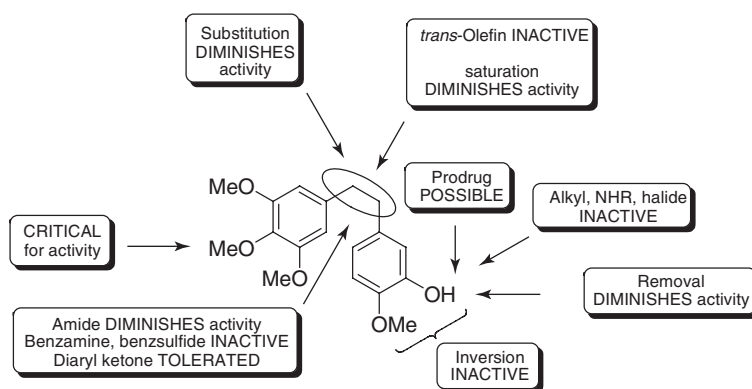 Substitution
DIMINISHES
activity
trans-Olefin INACTIVE
saturation
DIMINISHES activity
Prodrug
POSSIBLE
Alkyl, NHR, halide
INACTIVE
CRITICAL
for activity
MeO
MeO
MeO
OH
OMe
Removal
DIMINISHES activity
Amide DIMINISHES activity
Benzamine, benzsulfide INACTIVE
Diaryl ketone TOLERATED
Inversion
INACTIVE